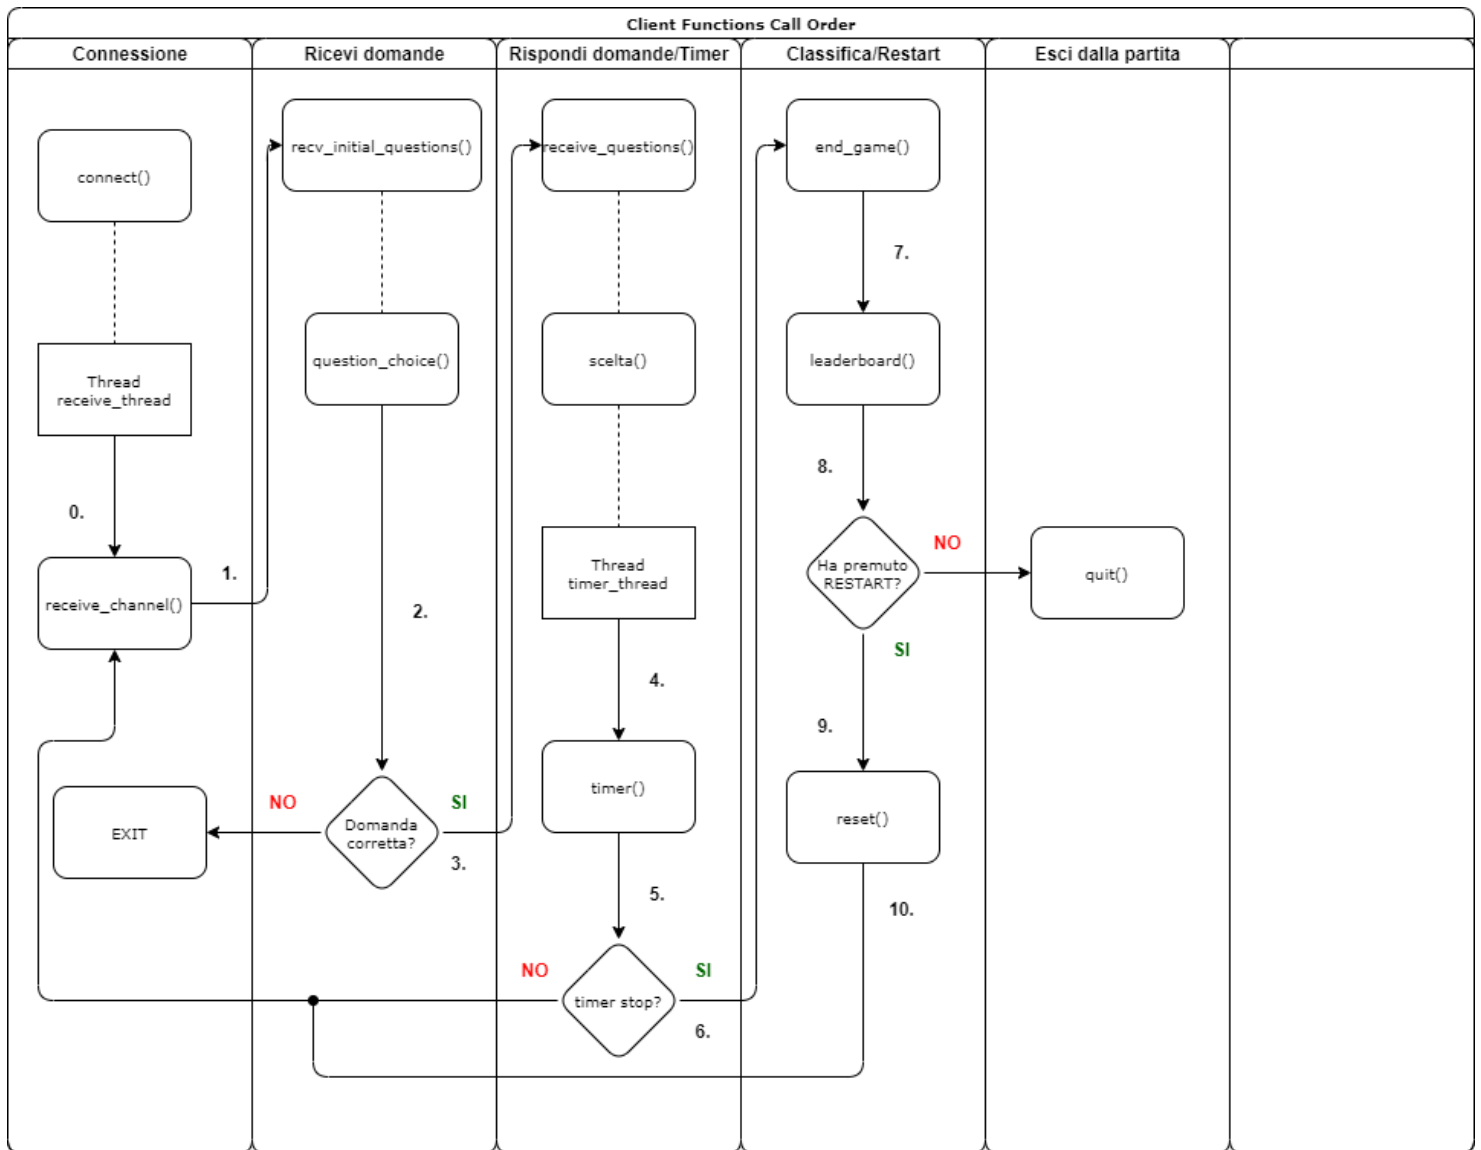 Client Functions Call Order
Connessione
Ricevi domande
Rispondi domande/Timer
Classifica/Restart
Esci dalla partita
connect()
Thread
receive_thread
0.
receive_channel()
1.
EXIT
recv_initial_questions()
question_choice()
2.
NO
Domanda
corretta?
SI
3.
receive_questions()
scelta()
Thread
timer_thread
4.
timer()
5.
NO
timer stop?
SI
6.
end_game()
7.
leaderboard()
8.
Ha premuto
RESTART?
NO
SI
9.
reset()
10.
quit()